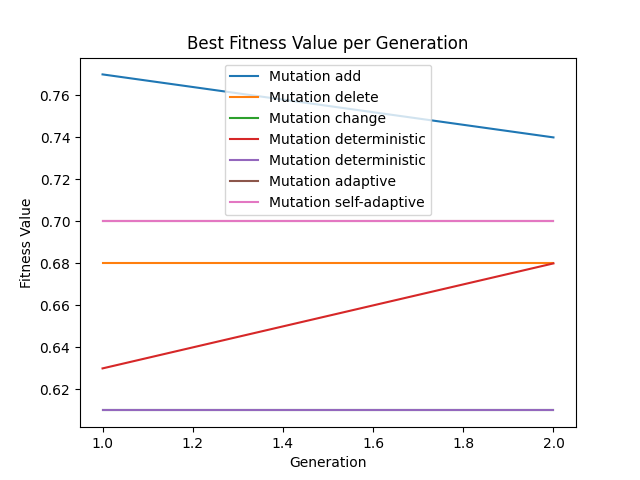 Best Fitness Value per Generation
Mutation add
Mutation delete
Mutation change
Mutation deterministic
Mutation deterministic
Mutation adaptive
Mutation self-adaptive
Fitness Value
0.76
0.74
0.72
0.70
0.68
0.66
0.64
0.62
1.0 1.2 1.4 1.6 1.8 2.0
Generation